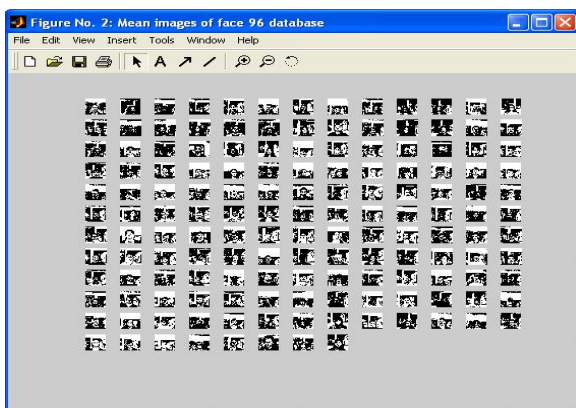 Figure No. 2: Mean images of face 96 database
File Edit View Insert Tools Window Help
A